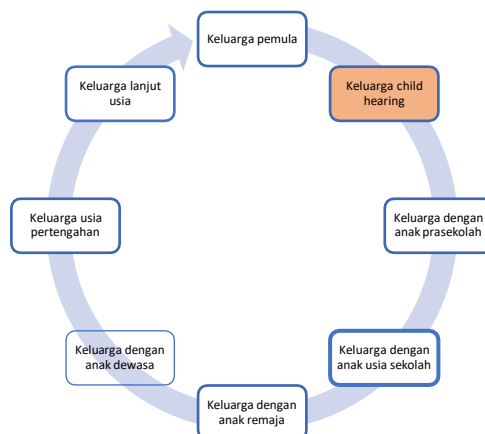 Keluarga pemula
Keluarga child
hearing
Keluarga dengan
anak prasekolah
Keluarga dengan
anak usia sekolah
Keluarga dengan
anak remaja
Keluarga dengan
anak dewasa
Keluarga usia
pertengahan
Keluarga lanjut
usia